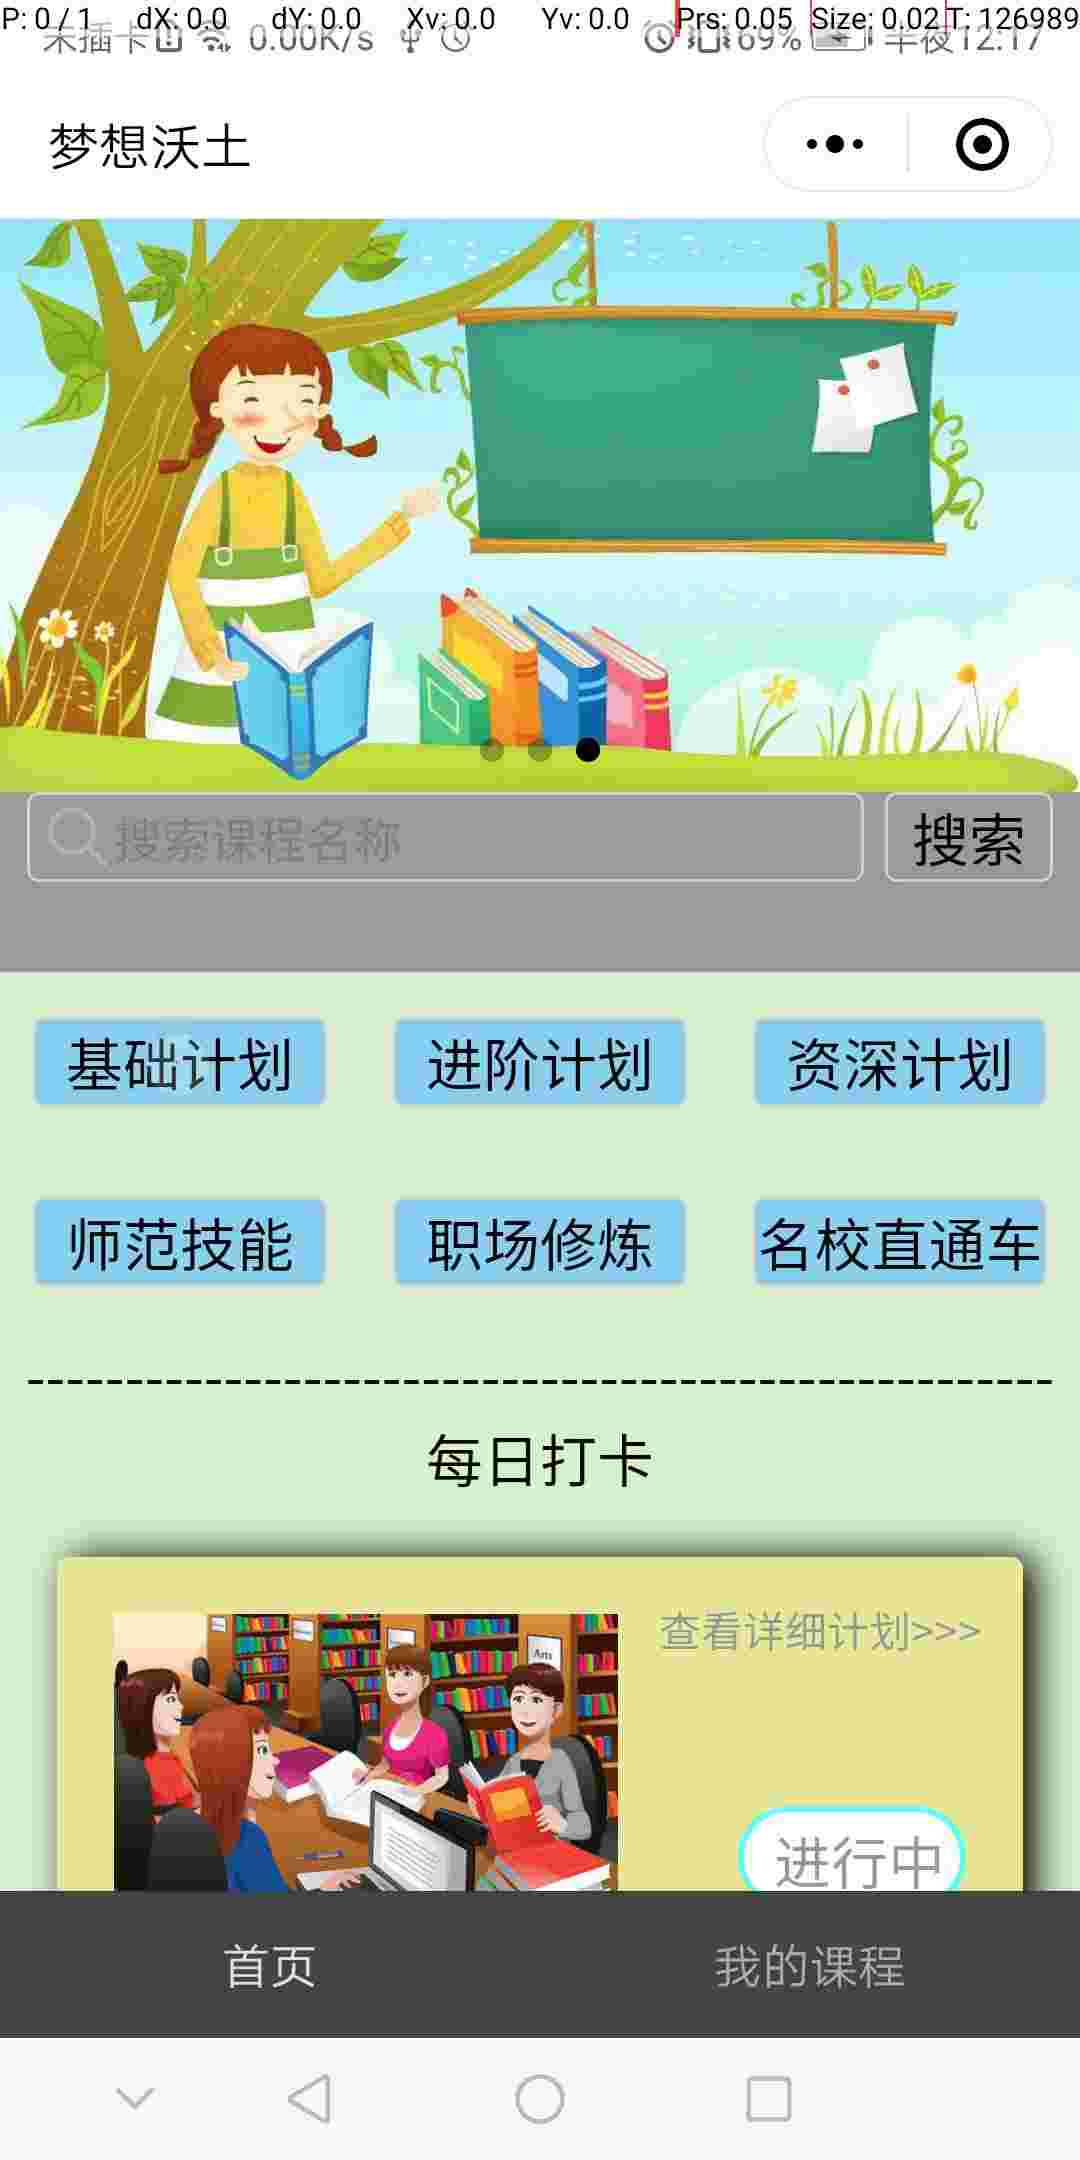 P: 0 / 1 dX: 0.0 dY: 0.0 Xv: 0.0 Yv: 0.0 Prs: 0.05 Size: 0.02 T: 126989
未插卡 0.00K/s 69% 半夜12:17
梦想沃土
搜索课程名称 搜索
基础计划 进阶计划 资深计划
师范技能 职场修炼 名校直通车
每日打卡
查看详细计划>>>
Arts
进行中
首页 我的课程